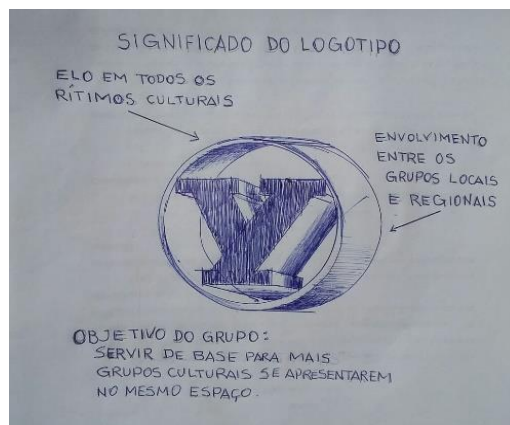 SIGNIFICADO DO LOGOTIPO
ELO EM TODOS OS
RÍTIMOS CULTURAIS
ENVOLVIMENTO
ENTRE OS
GRUPOS LOCAIS
E REGIONAIS
OBJETIVO DO GRUPO:
SERVIR DE BASE PARA MAIS
GRUPOS CULTURAIS SE APRESENTAREM
NO MESMO ESPAÇO.